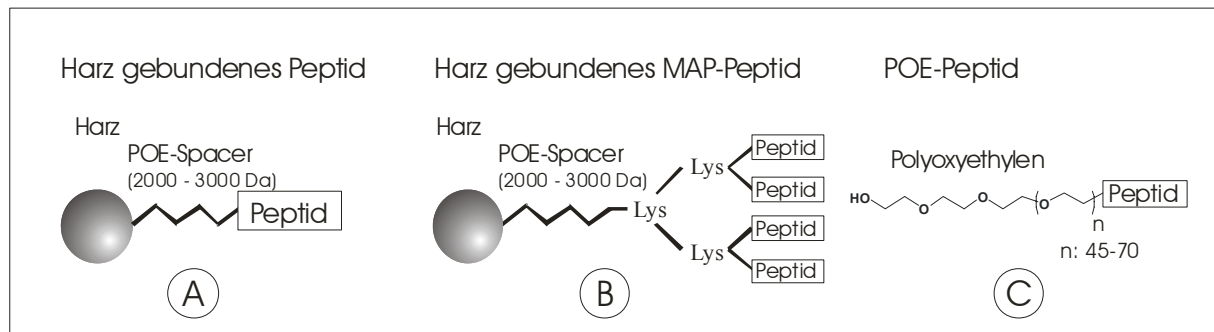 Harz gebundenes Peptid
Harz
POE-Spacer
(2000 - 3000 Da)
Peptid
A
Harz gebundenes MAP-Peptid
Harz
POE-Spacer
(2000 - 3000 Da)
Lys
Lys
Peptid
Peptid
Lys
Peptid
Peptid
B
POE-Peptid
Polyoxyethylen
HO
O
O
O
Peptid
n
n: 45-70
C